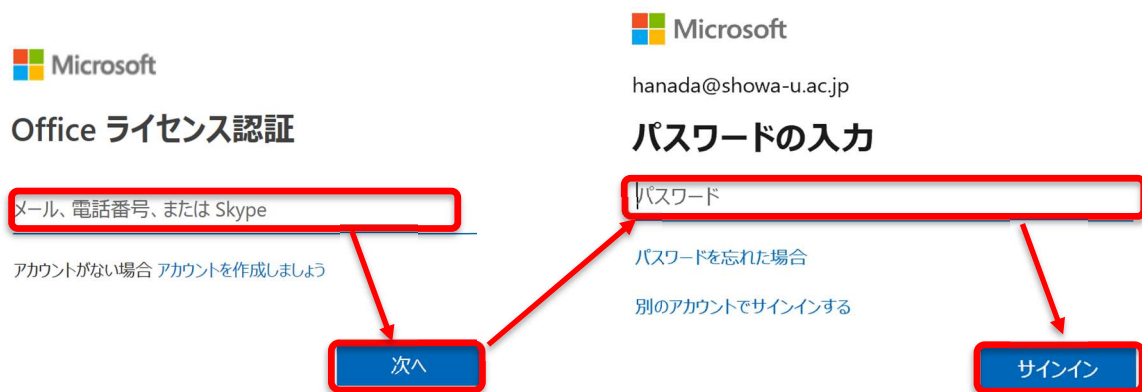 Microsoft
Office ライセンス認証
メール、電話番号、または Skype
アカウントがない場合 アカウントを作成しましょう
次へ
Microsoft
hanada@showa-u.ac.jp
パスワードの入力
パスワード
パスワードを忘れた場合
別のアカウントでサインインする
サインイン